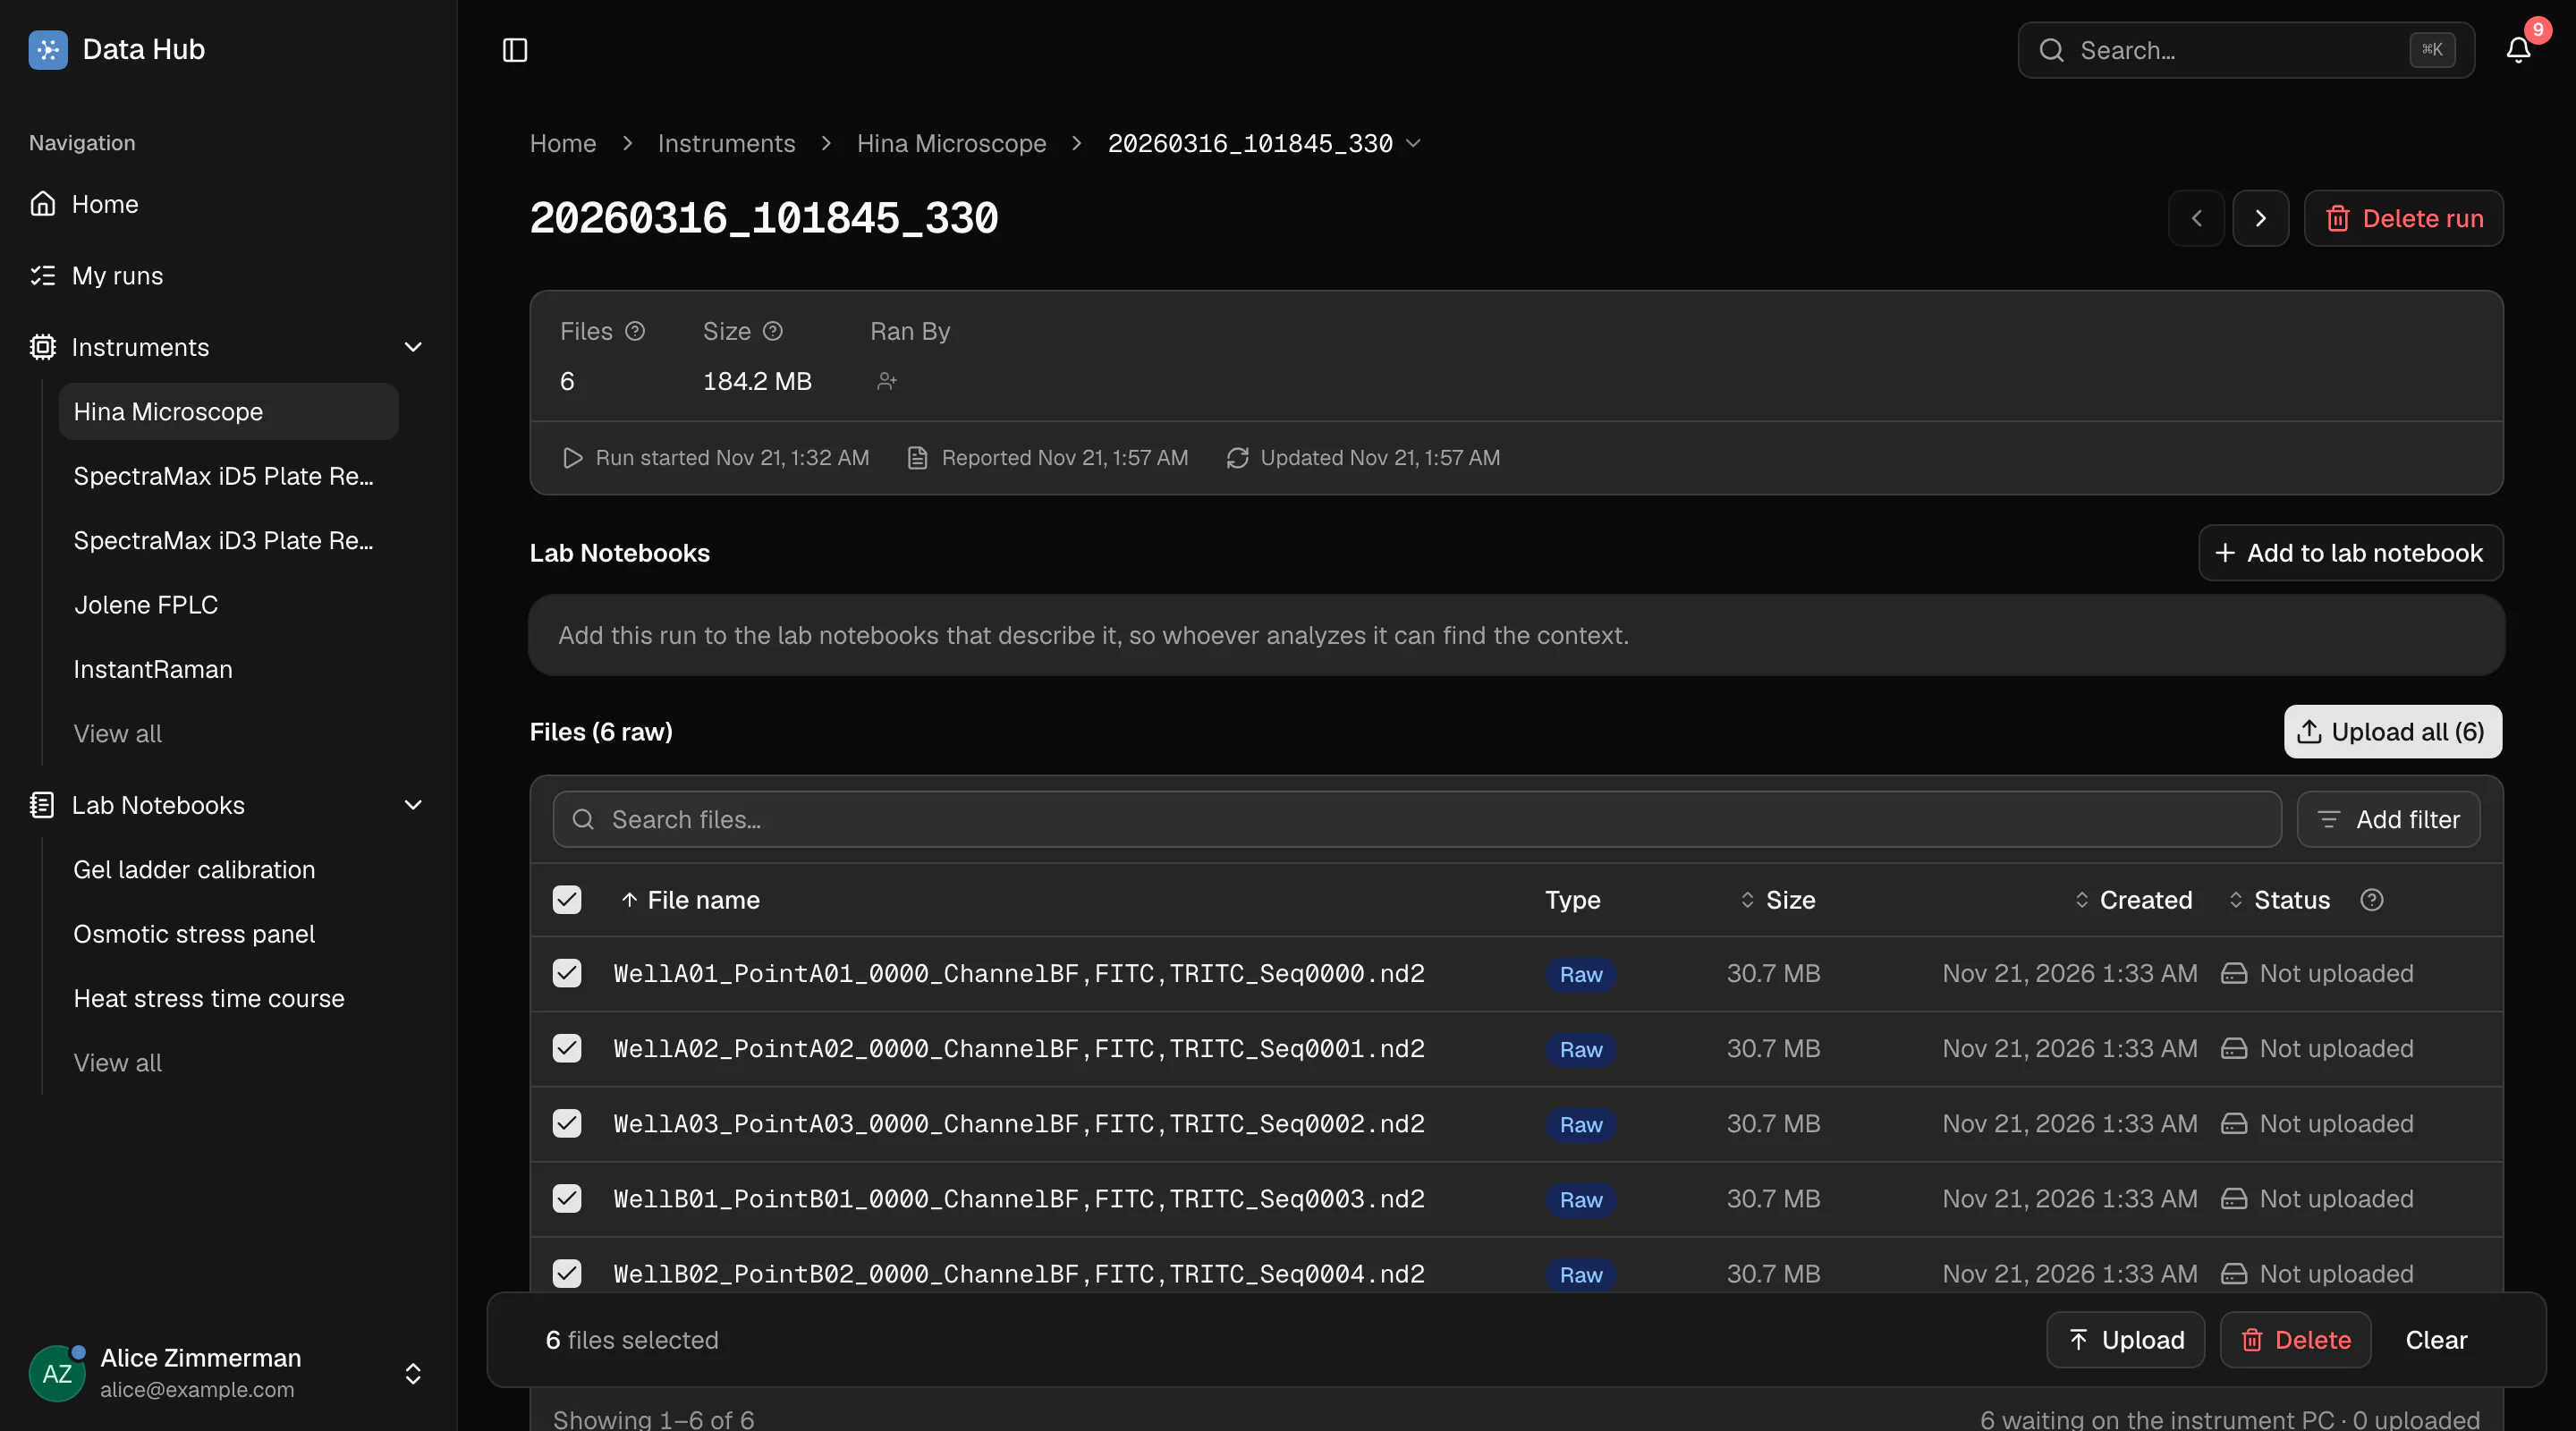 Data Hub
Search...
⌘K
9
Navigation
Home
My runs
Instruments
Hina Microscope
SpectraMax iD5 Plate Re...
SpectraMax iD3 Plate Re...
Jolene FPLC
InstantRaman
View all
Lab Notebooks
Gel ladder calibration
Osmotic stress panel
Heat stress time course
View all
AZ
Alice Zimmerman
alice@example.com
Home > Instruments > Hina Microscope > 20260316_101845_330
20260316_101845_330
Delete run
Files Size Ran By
6 184.2 MB
Run started Nov 21, 1:32 AM Reported Nov 21, 1:57 AM Updated Nov 21, 1:57 AM
Lab Notebooks
Add to lab notebook
Add this run to the lab notebooks that describe it, so whoever analyzes it can find the context.
Files (6 raw)
Upload all (6)
Search files...
Add filter
File name Type Size Created Status
WellA01_PointA01_0000_ChannelBF,FITC,TRITC_Seq0000.nd2 Raw 30.7 MB Nov 21, 2026 1:33 AM Not uploaded
WellA02_PointA02_0000_ChannelBF,FITC,TRITC_Seq0001.nd2 Raw 30.7 MB Nov 21, 2026 1:33 AM Not uploaded
WellA03_PointA03_0000_ChannelBF,FITC,TRITC_Seq0002.nd2 Raw 30.7 MB Nov 21, 2026 1:33 AM Not uploaded
WellB01_PointB01_0000_ChannelBF,FITC,TRITC_Seq0003.nd2 Raw 30.7 MB Nov 21, 2026 1:33 AM Not uploaded
WellB02_PointB02_0000_ChannelBF,FITC,TRITC_Seq0004.nd2 Raw 30.7 MB Nov 21, 2026 1:33 AM Not uploaded
6 files selected
Upload
Delete
Clear
Showing 1–6 of 6
6 waiting on the instrument PC · 0 uploaded